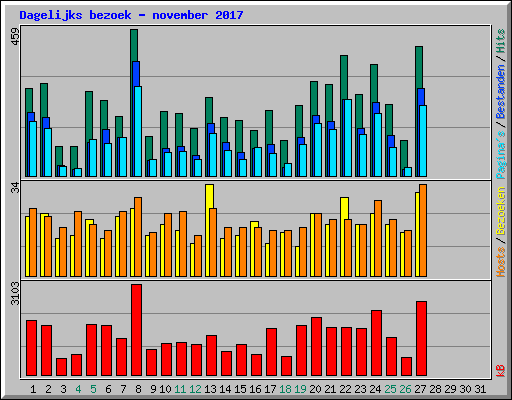 Dagelijks bezoek - november 2017
459
34
3103
Pagina's / Bestanden / Hits
Hosts / Bezoeken
kB
1 2 3 4 5 6 7 8 9 10 11 12 13 14 15 16 17 18 19 20 21 22 23 24 25 26 27 28 29 30 31